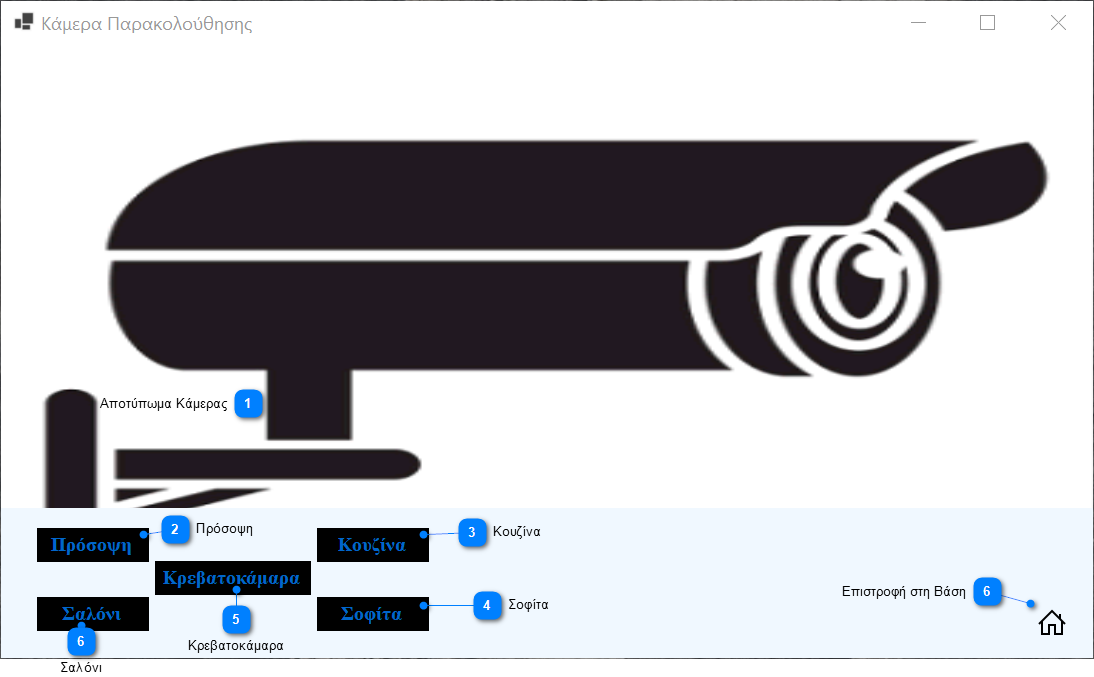 Κάμερα Παρακολούθησης
Αποτύπωμα Κάμερας 1
Πρόσοψη
2 Πρόσοψη
Κουζίνα
3 Κουζίνα
Κρεβατοκάμαρα
5
Κρεβατοκάμαρα
Σαλόνι
6
Σαλόνι
Σοφίτα
4 Σοφίτα
Επιστροφή στη Βάση 6